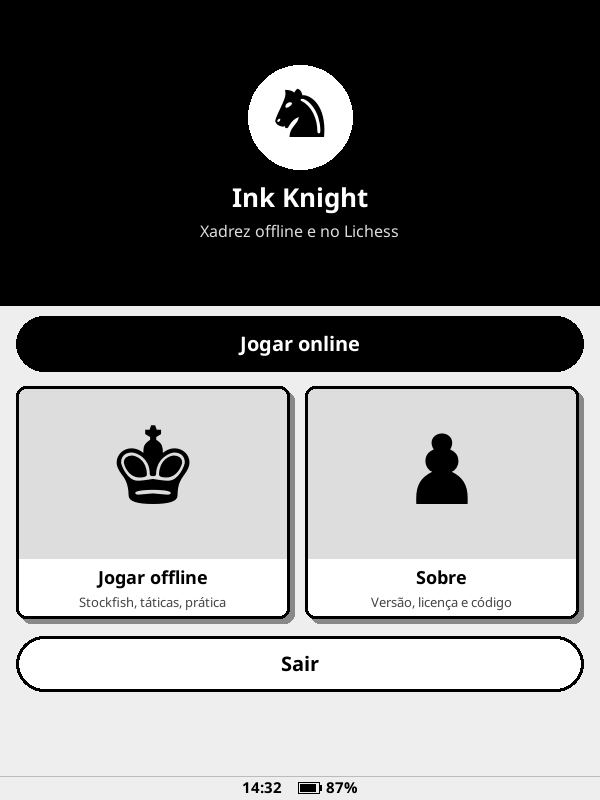 Ink Knight
Xadrez offline e no Lichess
Jogar online
Jogar offline
Stockfish, táticas, prática
Sobre
Versão, licença e código
Sair
14:32 87%